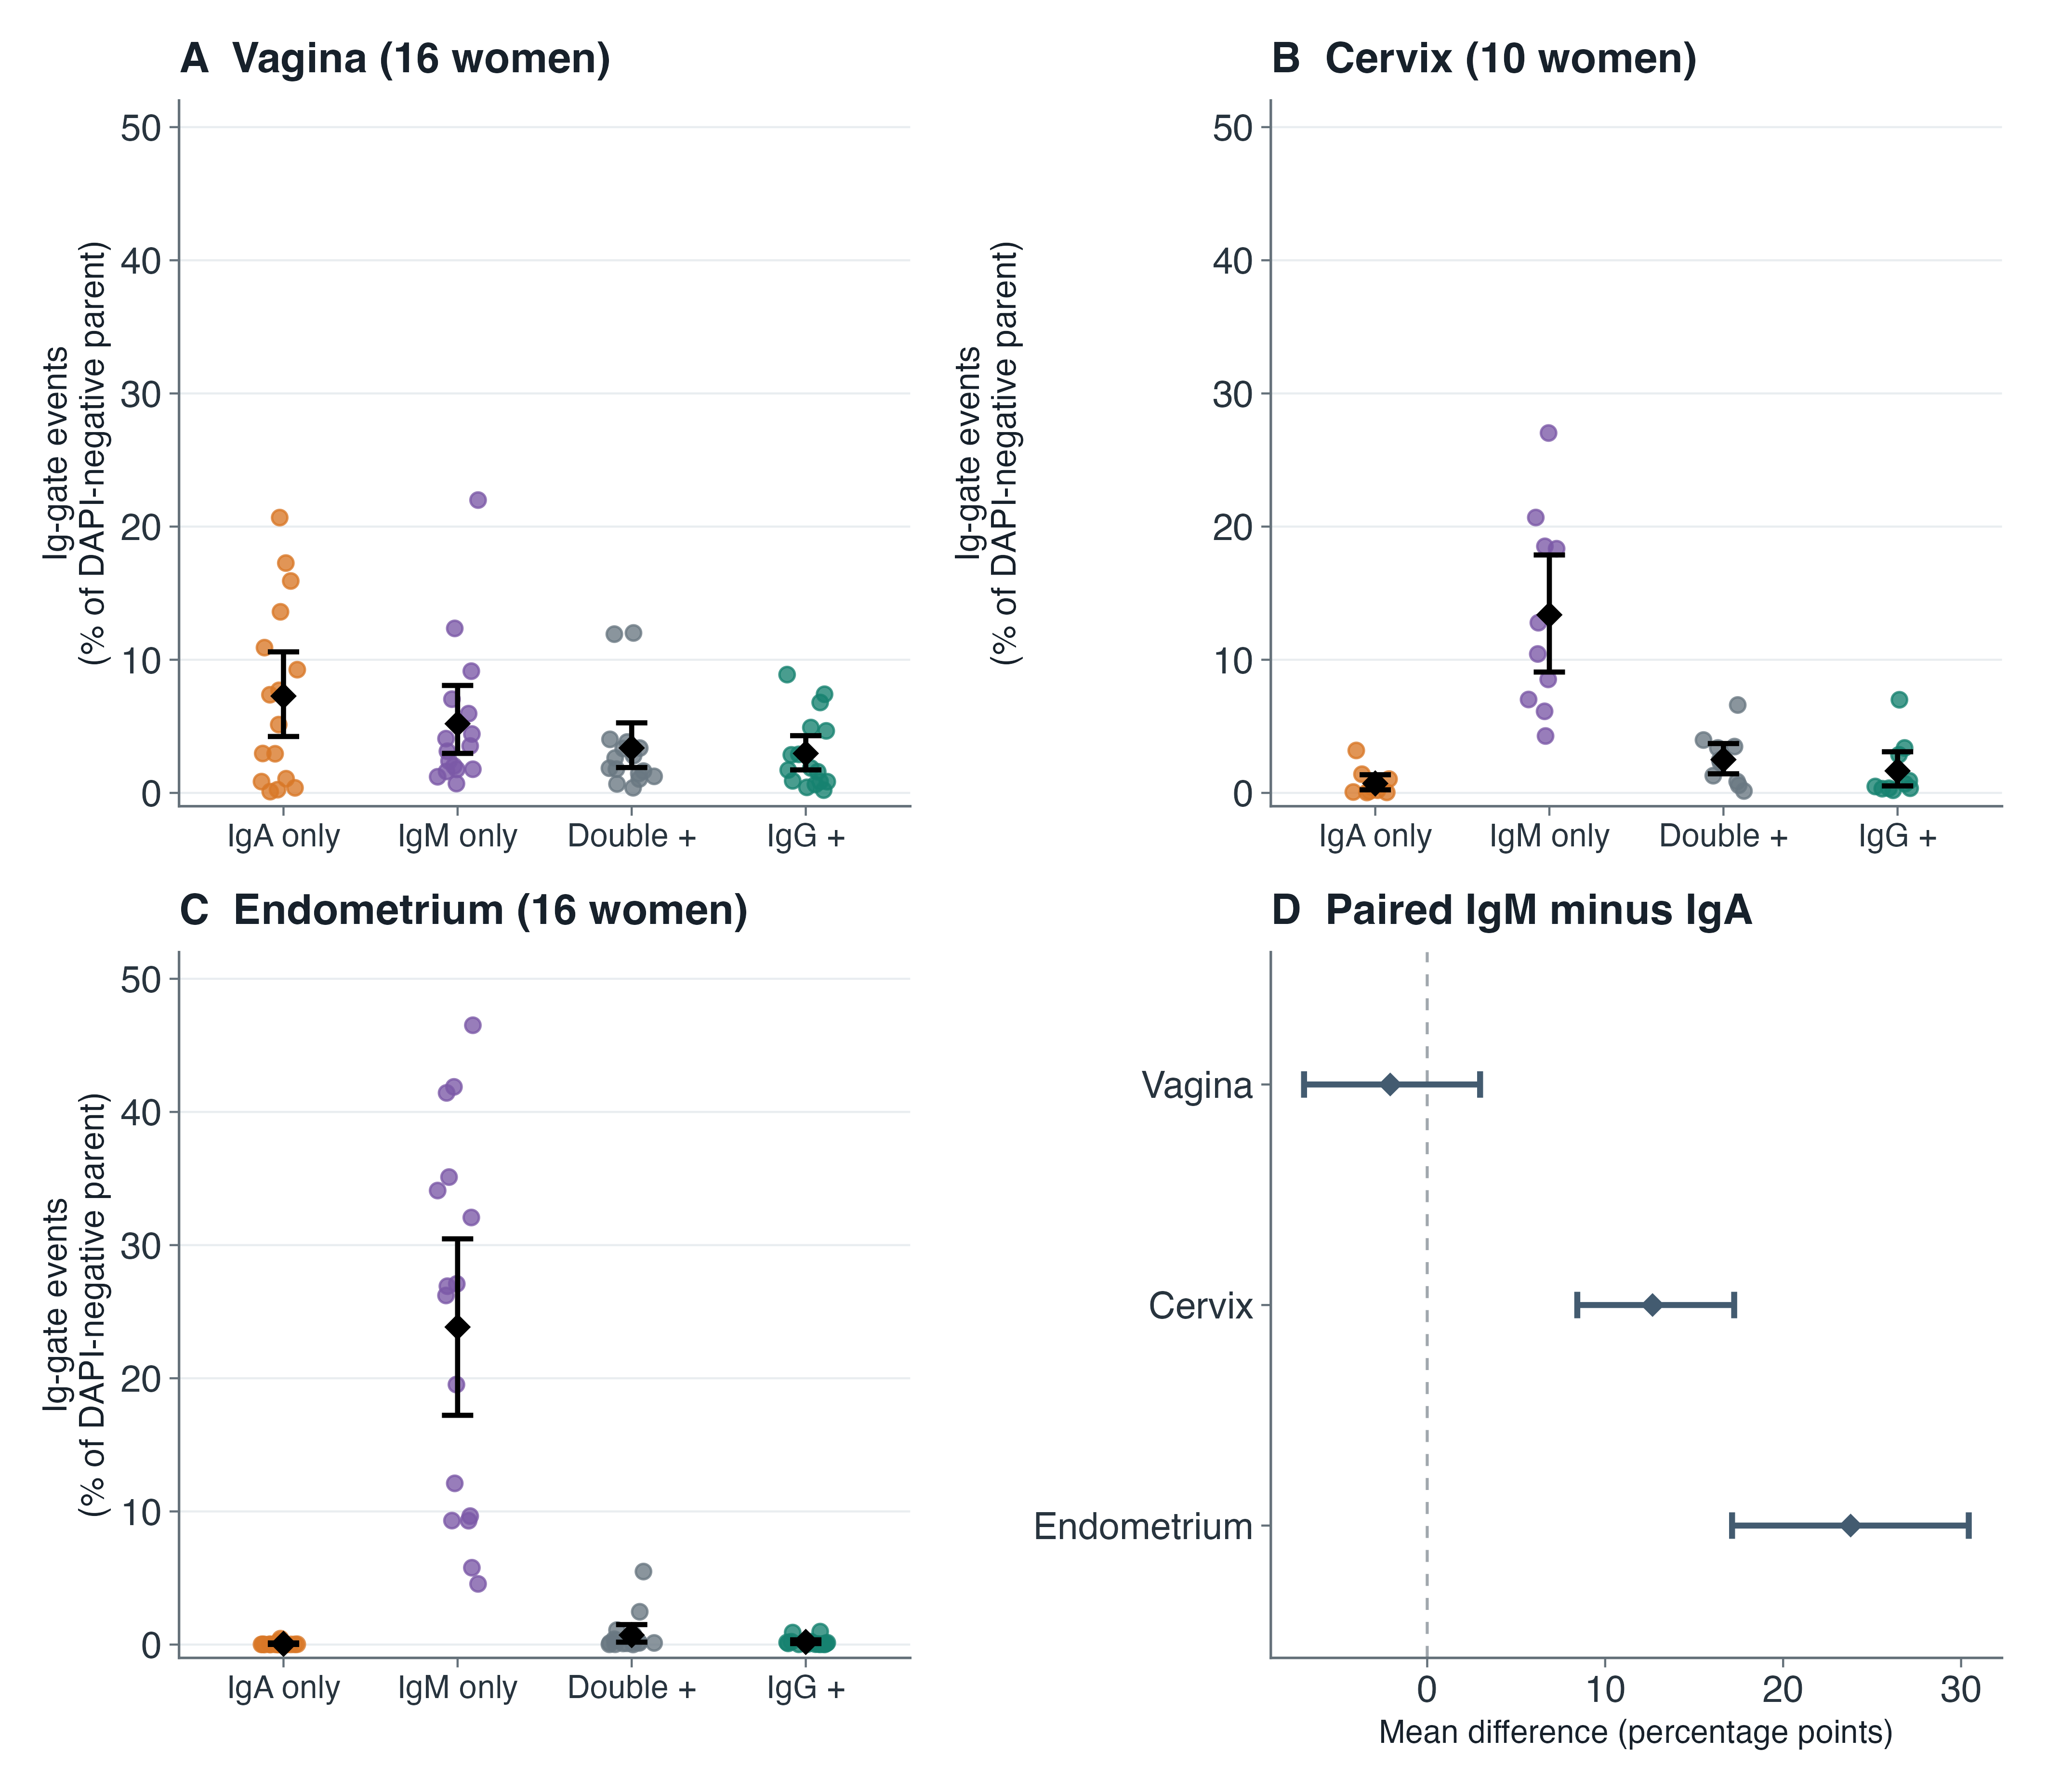 A Vagina (16 women)
Ig-gate events
(% of DAPI-negative parent)
50
40
30
20
10
0
IgA only
IgM only
Double +
IgG +
B Cervix (10 women)
Ig-gate events
(% of DAPI-negative parent)
50
40
30
20
10
0
IgA only
IgM only
Double +
IgG +
C Endometrium (16 women)
Ig-gate events
(% of DAPI-negative parent)
50
40
30
20
10
0
IgA only
IgM only
Double +
IgG +
D Paired IgM minus IgA
Vagina
Cervix
Endometrium
0
10
20
30
Mean difference (percentage points)